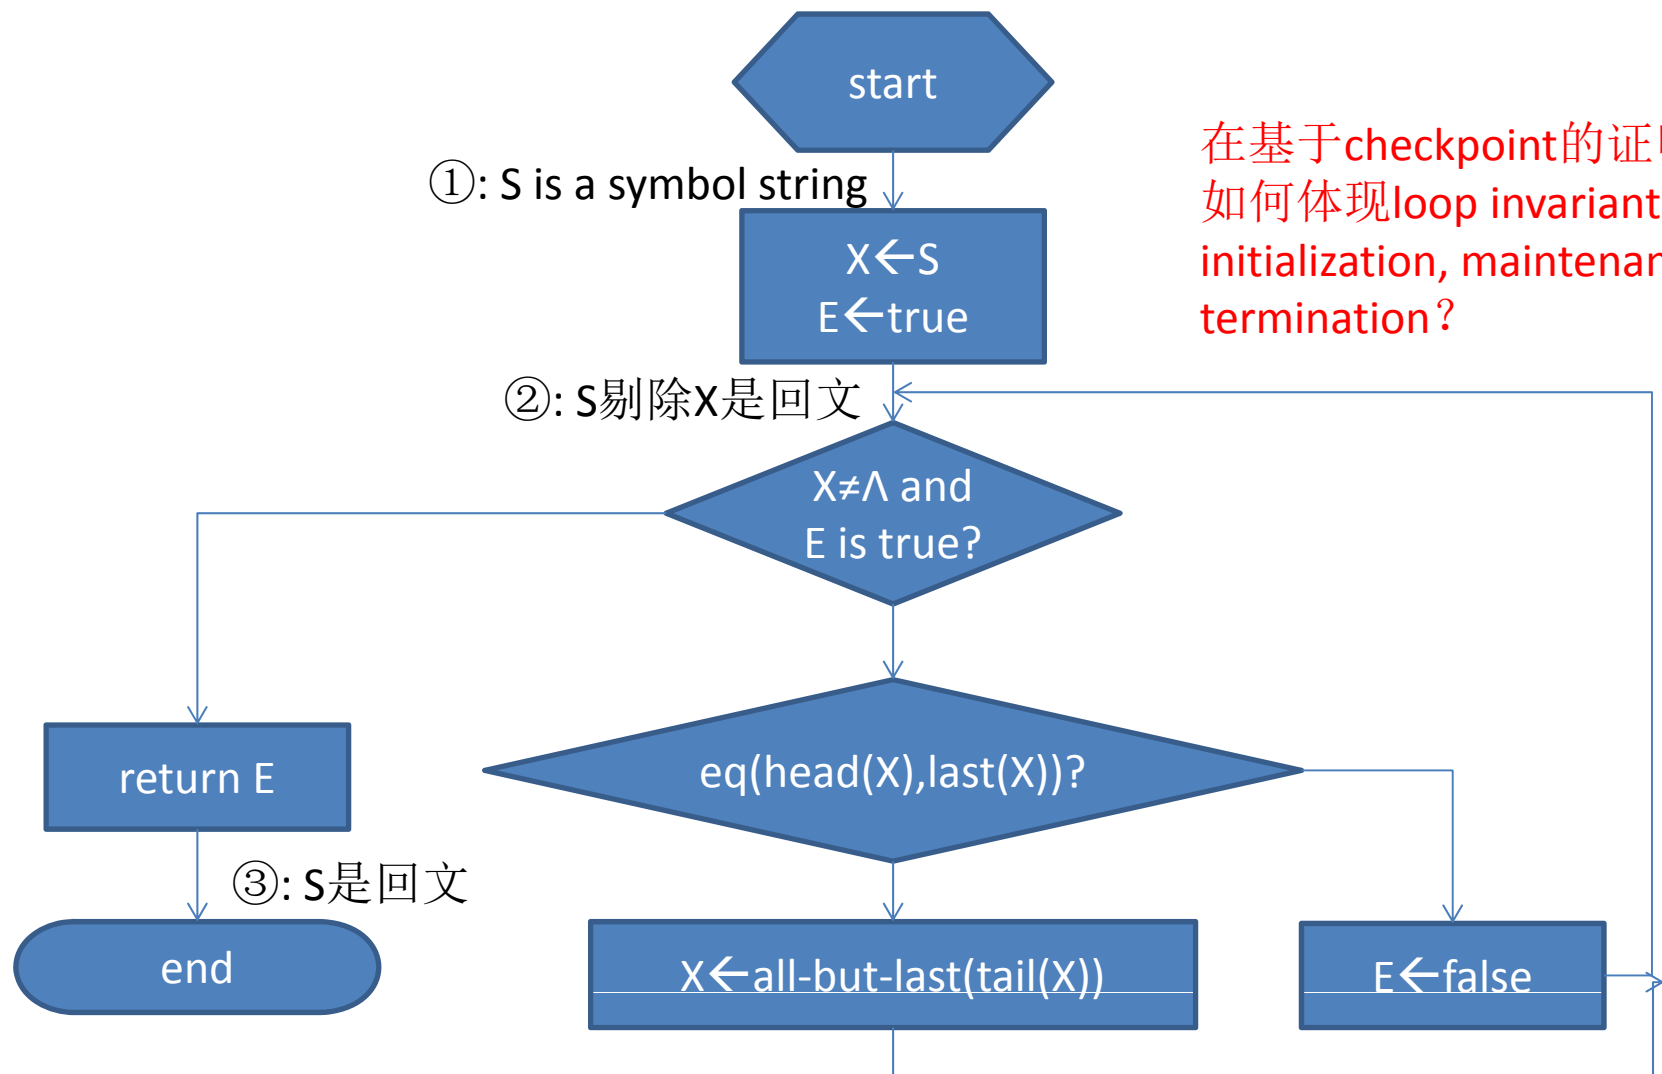 start
①: S is a symbol string
在基于checkpoint的证
如何体现loop invariant
initialization,
termination？
X←S
E←true
②: S剔除X是回文
X≠Λ and
E is true?
eq(head(X),last(X))?
return E
③: S是回文
end
X←all-but-last(tail(X))
E←false